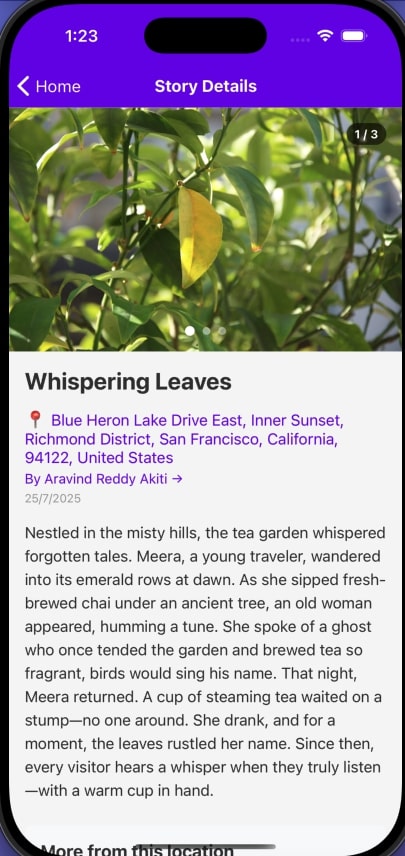 1:23
Home
Story Details
1 / 3
Whispering Leaves
Blue Heron Lake Drive East, Inner Sunset,
Richmond District, San Francisco, California,
94122, United States
By Aravind Reddy Akiti →
25/7/2025
Nestled in the misty hills, the tea garden whispered
forgotten tales. Meera, a young traveler, wandered
into its emerald rows at dawn. As she sipped fresh-
brewed chai under an ancient tree, an old woman
appeared, humming a tune. She spoke of a ghost
who once tended the garden and brewed tea so
fragrant, birds would sing his name. That night,
Meera returned. A cup of steaming tea waited on a
stump—no one around. She drank, and for a
moment, the leaves rustled her name. Since then,
every visitor hears a whisper when they truly listen
—with a warm cup in hand.
More from this location